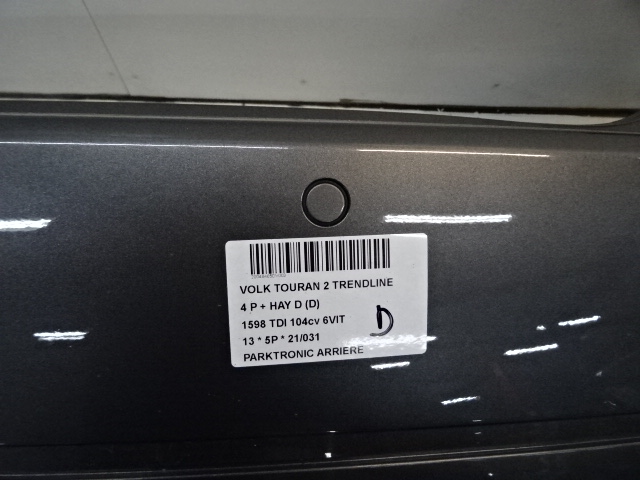 VOLK TOURAN 2 TRENDLINE
4 P + HAY D (D)
1598 TDI 104cv 6VIT
D
13 * 5P * 21/031
PARKTRONIC ARRIERE